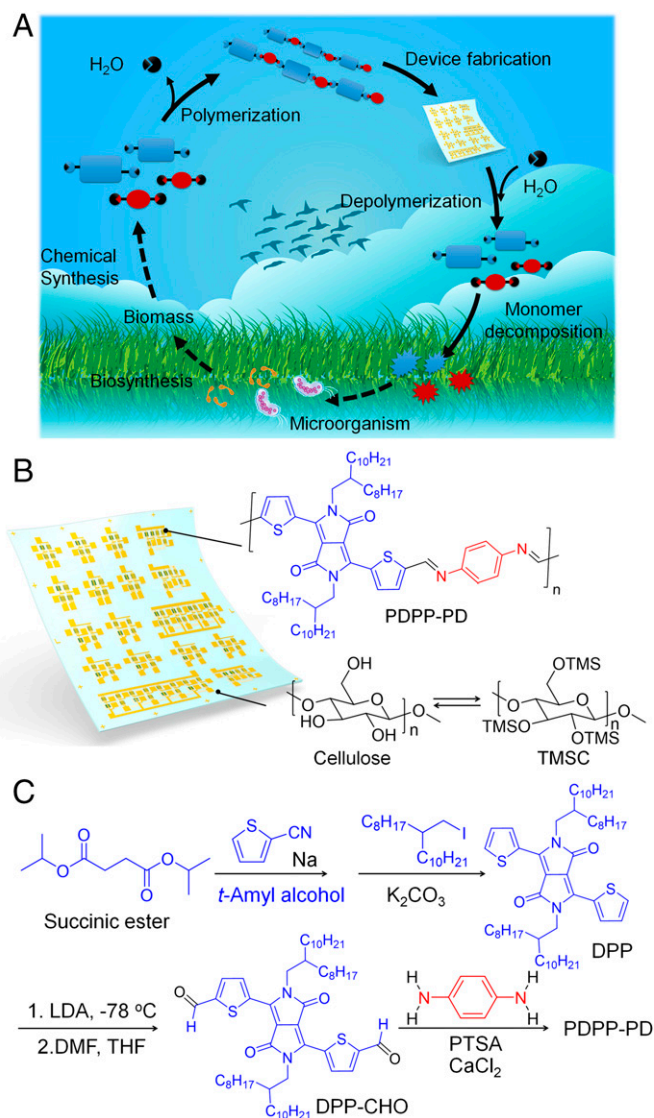 A
H₂O
Polymerization
Device fabrication
H₂O
Depolymerization
Chemical
Synthesis
Monomer
decomposition
Biomass
Biosynthesis
Microorganism
B
C₁₀H₂₁
C₈H₁₇
S
N
O
O
N
S
N
N
n
C₈H₁₇
C₁₀H₂₁
PDPP-PD
OH
O
O
HO
OH
O
n
Cellulose
OTMS
O
O
TMSO
OTMS
O
n
TMSC
C
O
O
O
O
Succinic ester
S
CN
Na
t-Amyl alcohol
C₈H₁₇
I
C₁₀H₂₁
K₂CO₃
C₁₀H₂₁
C₈H₁₇
S
N
O
O
N
S
C₈H₁₇
C₁₀H₂₁
DPP
1. LDA, -78 °C
2.DMF, THF
C₁₀H₂₁
C₈H₁₇
O
H
S
N
O
O
N
S
H
O
C₈H₁₇
C₁₀H₂₁
DPP-CHO
H
N
H
H
N
H
PTSA
CaCl₂
PDPP-PD